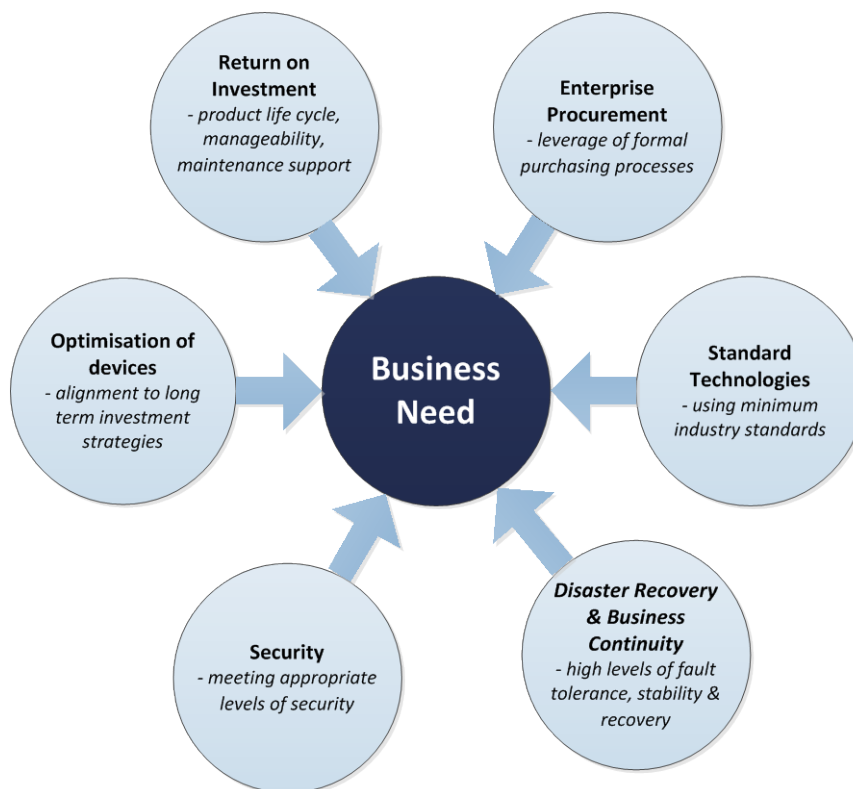 Return on
Investment
- product life cycle,
manageability,
maintenance support
Enterprise
Procurement
- leverage of formal
purchasing processes
Optimisation of
devices
- alignment to long
term investment
strategies
Business
Need
Standard
Technologies
- using minimum
industry standards
Security
- meeting appropriate
levels of security
Disaster Recovery
& Business
Continuity
- high levels of fault
tolerance, stability &
recovery